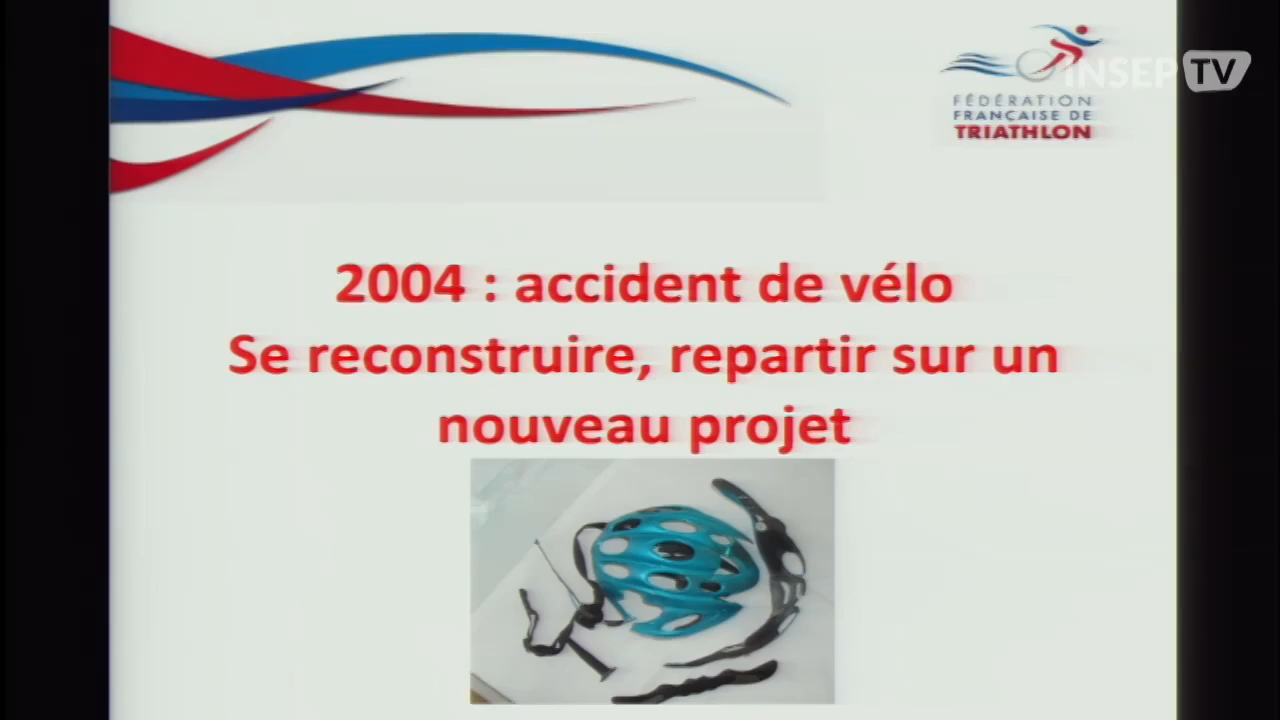 INSEP TV
FÉDÉRATION
FRANÇAISE DE
TRIATHLON
2004 : accident de vélo
Se reconstruire, repartir sur un
nouveau projet